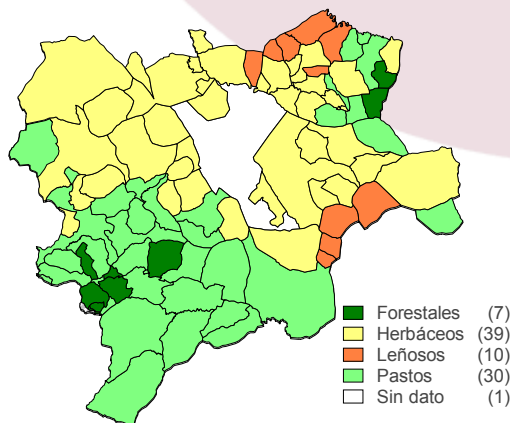 Forestales (7)
Herbáceos (39)
Leñosos (10)
Pastos (30)
Sin dato (1)